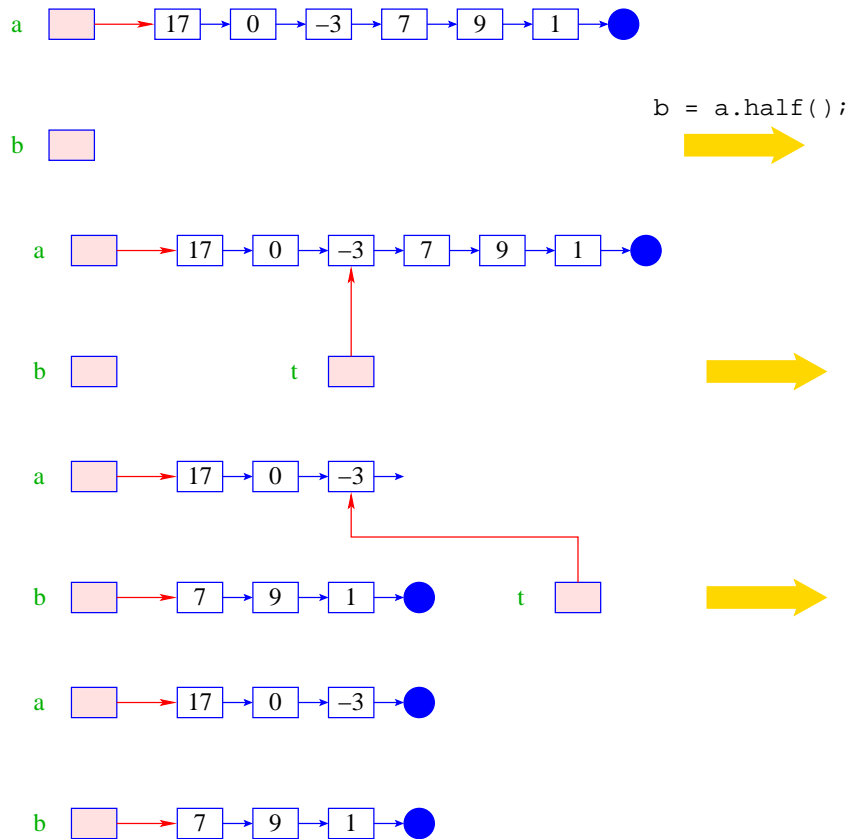 a 17 0 −3 7 9 1
b = a.half();
b
a 17 0 −3 7 9 1
b t
a 17 0 −3
b 7 9 1 t
a 17 0 −3
b 7 9 1